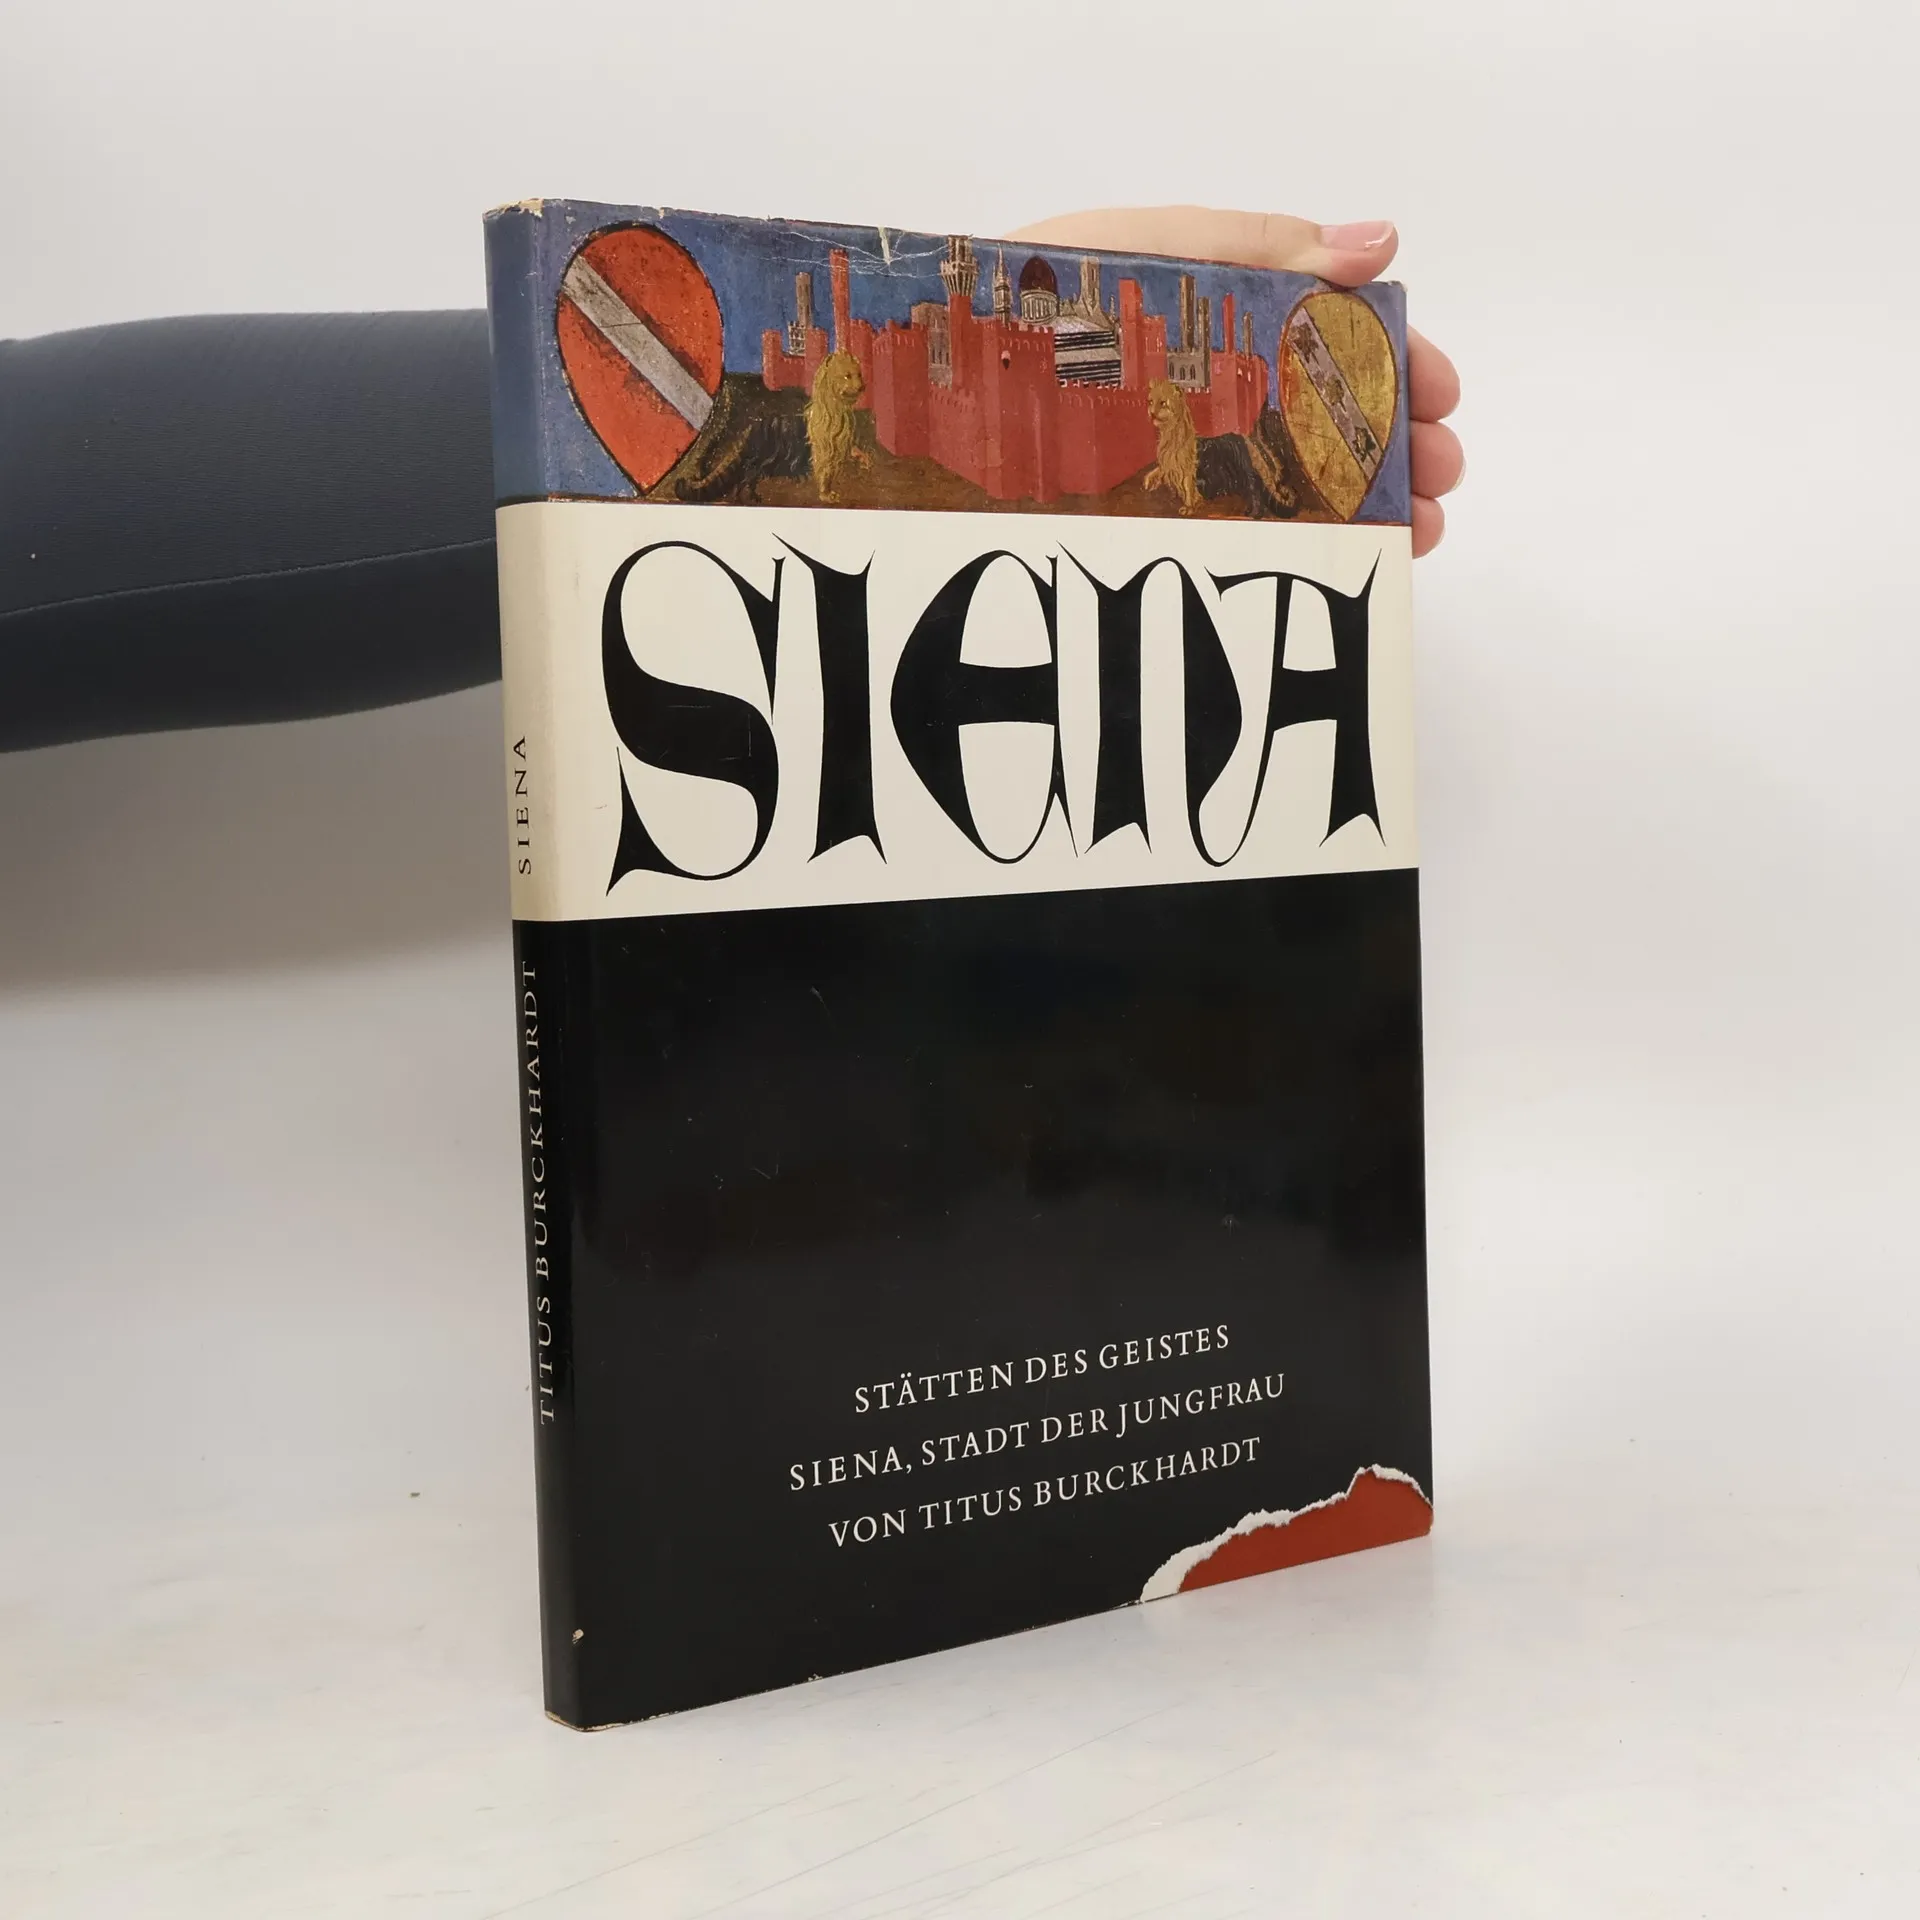 SIENA
STÄTTEN DES GEISTES
SIENA, STADT DER JUNGFRAU
VON TITUS BURCKHARDT
TITUS BURCKHARDT SIENA